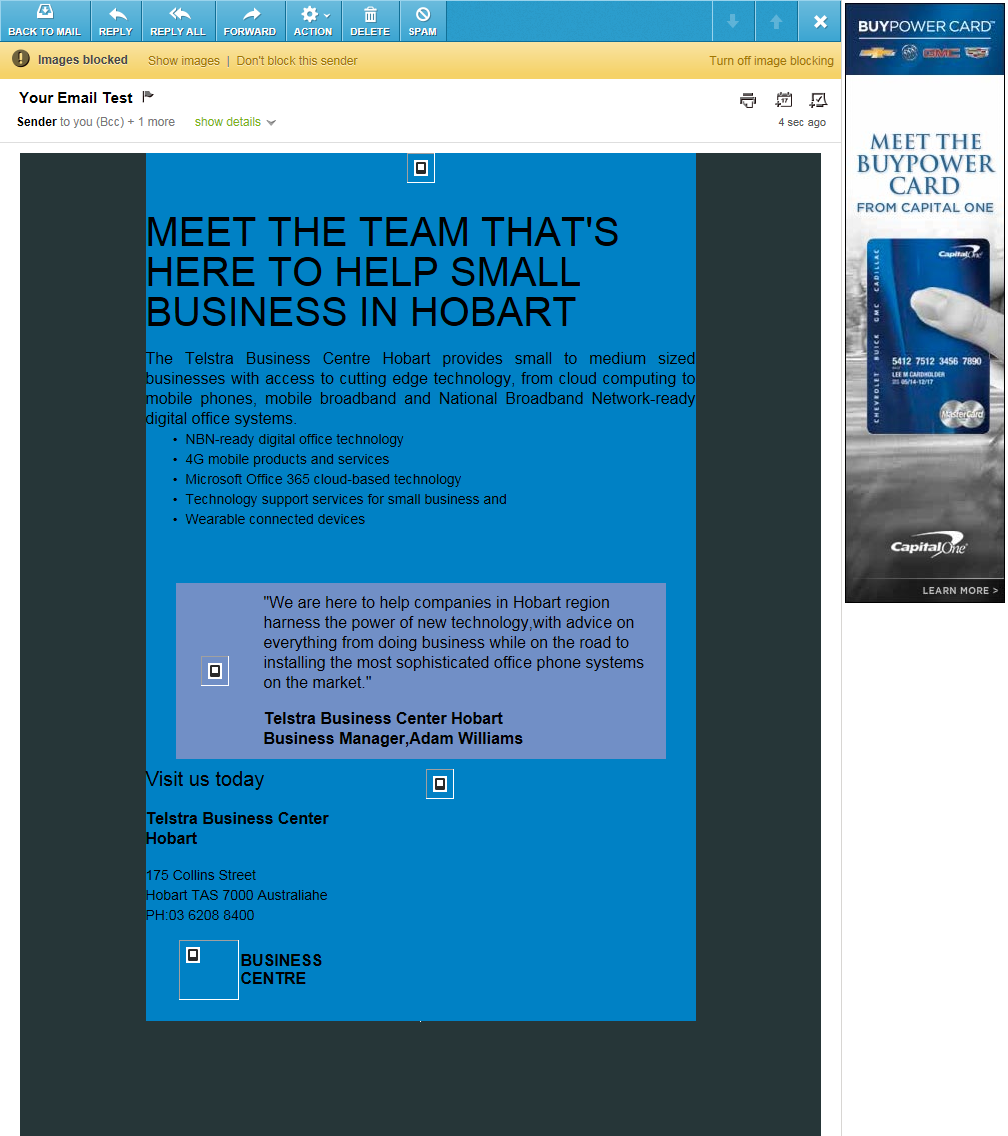 BACK TO MAIL
REPLY
REPLY ALL
FORWARD
ACTION
DELETE
SPAM
Images blocked
Show images | Don't block this sender
Turn off image blocking
Your Email Test
Sender to you (Bcc) + 1 more
show details
17
4 sec ago
MEET THE TEAM THAT'S
HERE TO HELP SMALL
BUSINESS IN HOBART
The Telstra Business Centre Hobart provides small to medium sized
businesses with access to cutting edge technology, from cloud computing to
mobile phones, mobile broadband and National Broadband Network-ready
digital office systems.
• NBN-ready digital office technology
• 4G mobile products and services
• Microsoft Office 365 cloud-based technology
• Technology support services for small business and
• Wearable connected devices
"We are here to help companies in Hobart region
harness the power of new technology,with advice on
everything from doing business while on the road to
installing the most sophisticated office phone systems
on the market."
Telstra Business Center Hobart
Business Manager,Adam Williams
Visit us today
Telstra Business Center
Hobart
175 Collins Street
Hobart TAS 7000 Australiahe
PH:03 6208 8400
BUSINESS
CENTRE
BUYPOWER CARD™
GMC
MEET THE
BUYPOWER
CARD
FROM CAPITAL ONE
CapitalOne
CHEVROLET BUICK GMC CADILLAC
5412 7512 3456 7890
LEE M CARDHOLDER
05/14-12/17
MasterCard
CapitalOne®
LEARN MORE >